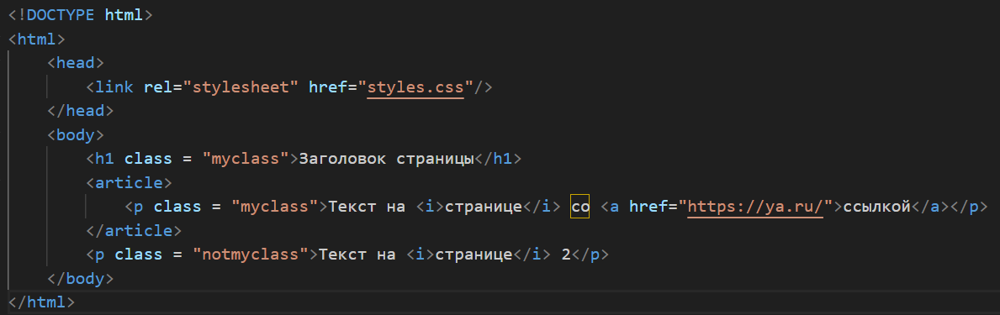 <!DOCTYPE html>
<html>
    <head>
        <link rel="stylesheet" href="styles.css"/>
    </head>
    <body>
        <h1 class = "myclass">Заголовок страницы</h1>
        <article>
            <p class = "myclass">Текст на <i>странице</i> со <a href="https://ya.ru/">ссылкой</a></p>
        </article>
        <p class = "notmyclass">Текст на <i>странице</i> 2</p>
    </body>
</html>